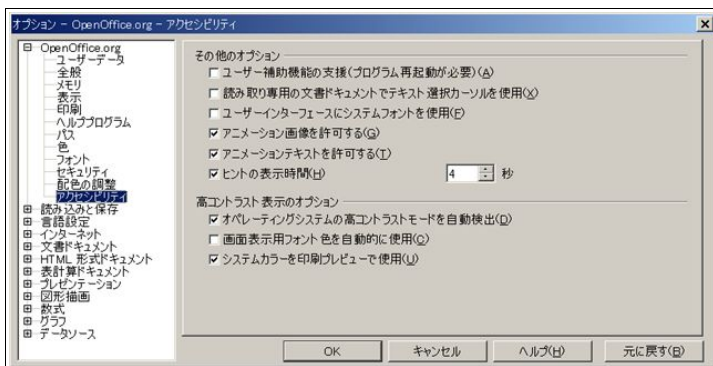 オプション - OpenOffice.org - アクセシビリティ
OpenOffice.org
ユーザーデータ
全般
メモリ
表示
印刷
ヘルププログラム
パス
色
フォント
セキュリティ
配色の調整
アクセシビリティ
読み込みと保存
言語設定
インターネット
文書ドキュメント
HTML 形式ドキュメント
表計算ドキュメント
プレゼンテーション
図形描画
数式
グラフ
データソース
その他のオプション
ユーザー補助機能の支援(プログラム再起動が必要)(A)
読み取り専用の文書ドキュメントでテキスト選択カーソルを使用(X)
ユーザーインターフェースにシステムフォントを使用(F)
アニメーション画像を許可する(G)
アニメーションテキストを許可する(T)
ヒントの表示時間(H) 4 秒
高コントラスト表示のオプション
オペレーティングシステムの高コントラストモードを自動検出(D)
画面表示用フォント色を自動的に使用(C)
システムカラーを印刷プレビューで使用(U)
OK キャンセル ヘルプ(H) 元に戻す(B)